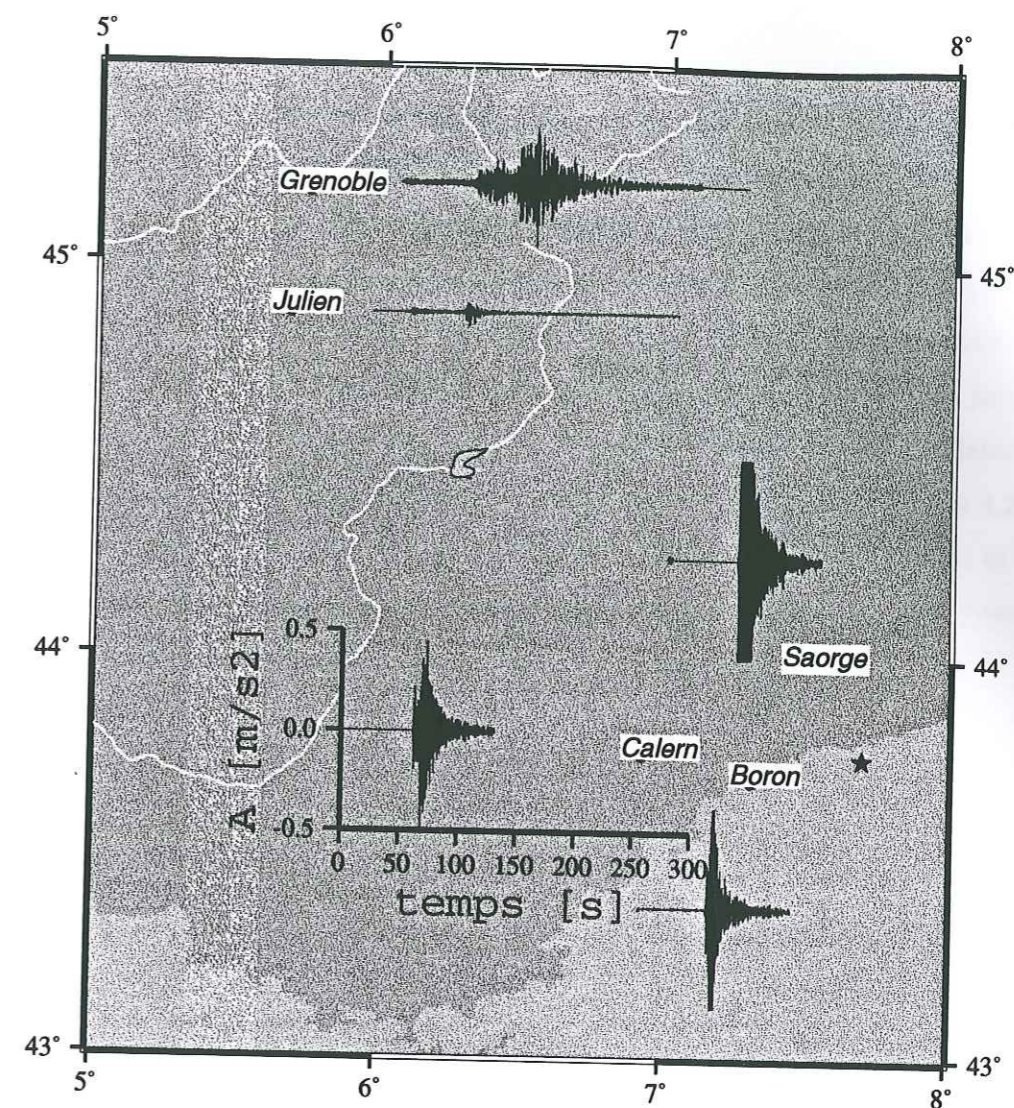 5° 6° 7° 8°
Grenoble
45° 45°
Julien
0.5
44° Saorge 44°
A [m/s2]
0.0
Calern
Boron
-0.5
0 50 100 150 200 250 300
temps [s]
43° 43°
5° 6° 7° 8°